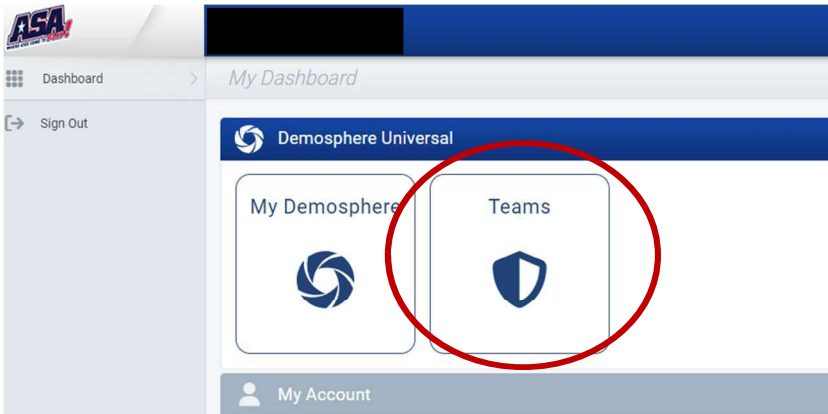 ASA
Dashboard
My Dashboard
Sign Out
Demosphere Universal
My Demosphere
Teams
My Account